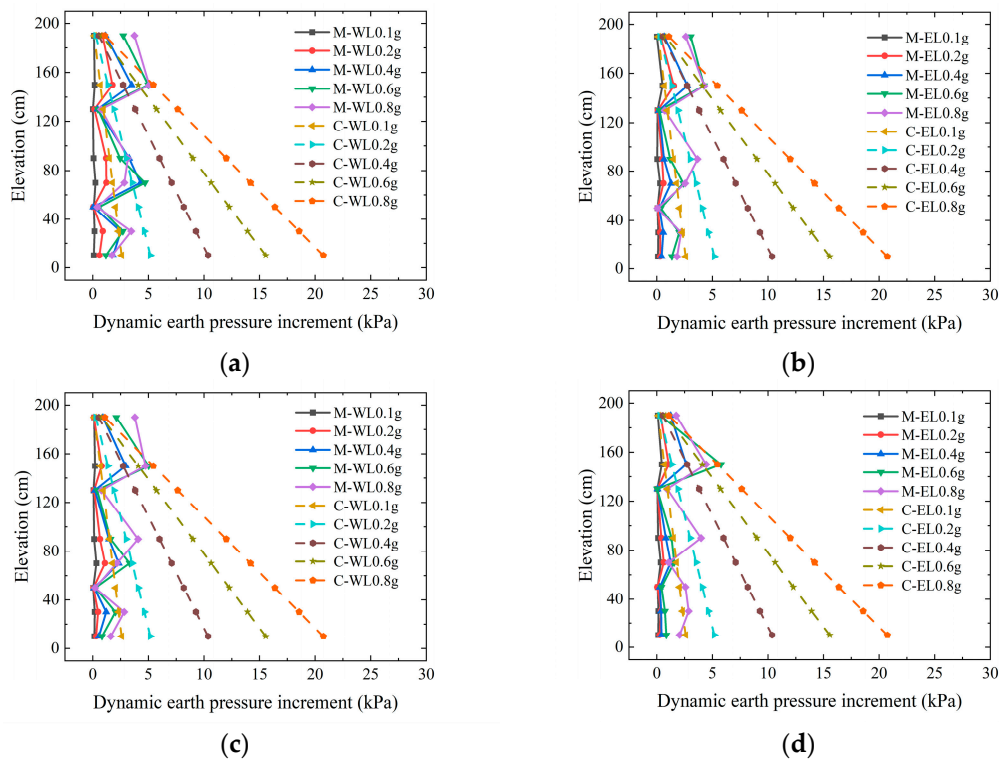 200
160
120
80
40
0
0
5
10
15
20
25
30
Elevation (cm)
Dynamic earth pressure increment (kPa)
M-WL0.1g
M-WL0.2g
M-WL0.4g
M-WL0.6g
M-WL0.8g
C-WL0.1g
C-WL0.2g
C-WL0.4g
C-WL0.6g
C-WL0.8g
(a)
200
160
120
80
40
0
0
5
10
15
20
25
30
Elevation (cm)
Dynamic earth pressure increment (kPa)
M-EL0.1g
M-EL0.2g
M-EL0.4g
M-EL0.6g
M-EL0.8g
C-EL0.1g
C-EL0.2g
C-EL0.4g
C-EL0.6g
C-EL0.8g
(b)
200
160
120
80
40
0
0
5
10
15
20
25
30
Elevation (cm)
Dynamic earth pressure increment (kPa)
M-WL0.1g
M-WL0.2g
M-WL0.4g
M-WL0.6g
M-WL0.8g
C-WL0.1g
C-WL0.2g
C-WL0.4g
C-WL0.6g
C-WL0.8g
(c)
200
160
120
80
40
0
0
5
10
15
20
25
30
Elevation (cm)
Dynamic earth pressure increment (kPa)
M-EL0.1g
M-EL0.2g
M-EL0.4g
M-EL0.6g
M-EL0.8g
C-EL0.1g
C-EL0.2g
C-EL0.4g
C-EL0.6g
C-EL0.8g
(d)